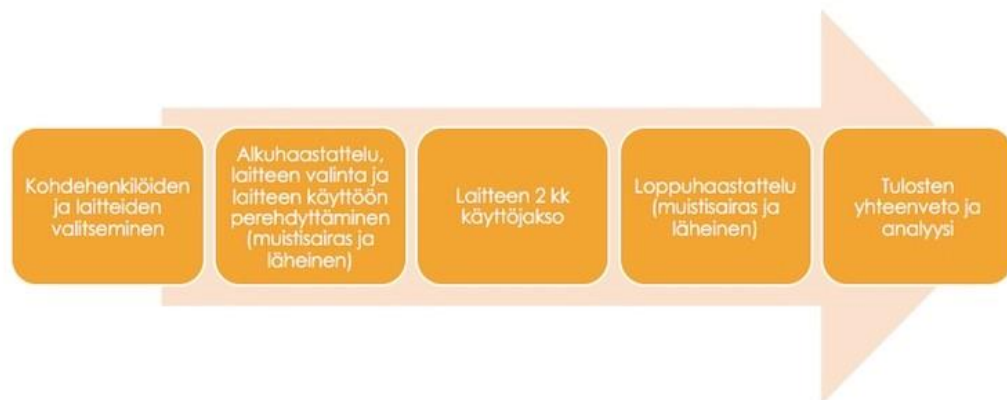 Kohdehenkilöiden
ja laitteiden
valitseminen
Alkuhaastattelu,
laitteen valinta ja
laitteen käyttöön
perehdyttäminen
(muistisairas ja
läheinen)
Laitteen 2 kk
käyttöjakso
Loppuhaastattelu
(muistisairas ja
läheinen)
Tulosten
yhteenveto ja
analyysi